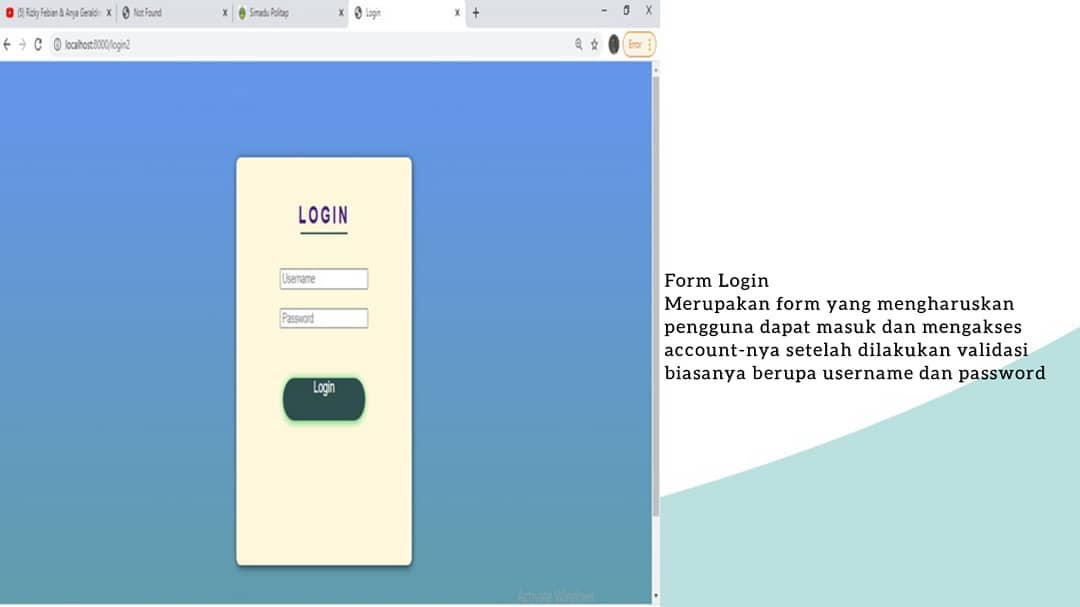 (5) Rizky Febian & Anya Geraldin
Not Found
Simadu Politap
Login
localhost:8000/login2
Error
LOGIN
Username
Password
Login
Form Login
Merupakan form yang mengharuskan
pengguna dapat masuk dan mengakses
account-nya setelah dilakukan validasi
biasanya berupa username dan password
Activate Windows